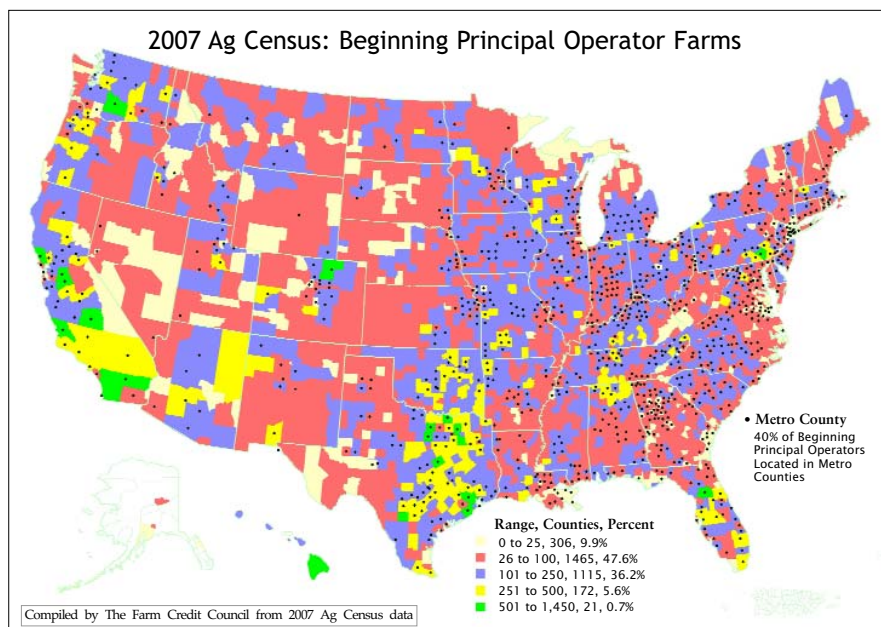 2007 Ag Census: Beginning Principal Operator Farms
• Metro County
40% of Beginning
Principal Operators
Located in Metro
Counties
Range, Counties, Percent
0 to 25, 306, 9.9%
26 to 100, 1465, 47.6%
101 to 250, 1115, 36.2%
251 to 500, 172, 5.6%
501 to 1,450, 21, 0.7%
Compiled by The Farm Credit Council from 2007 Ag Census data